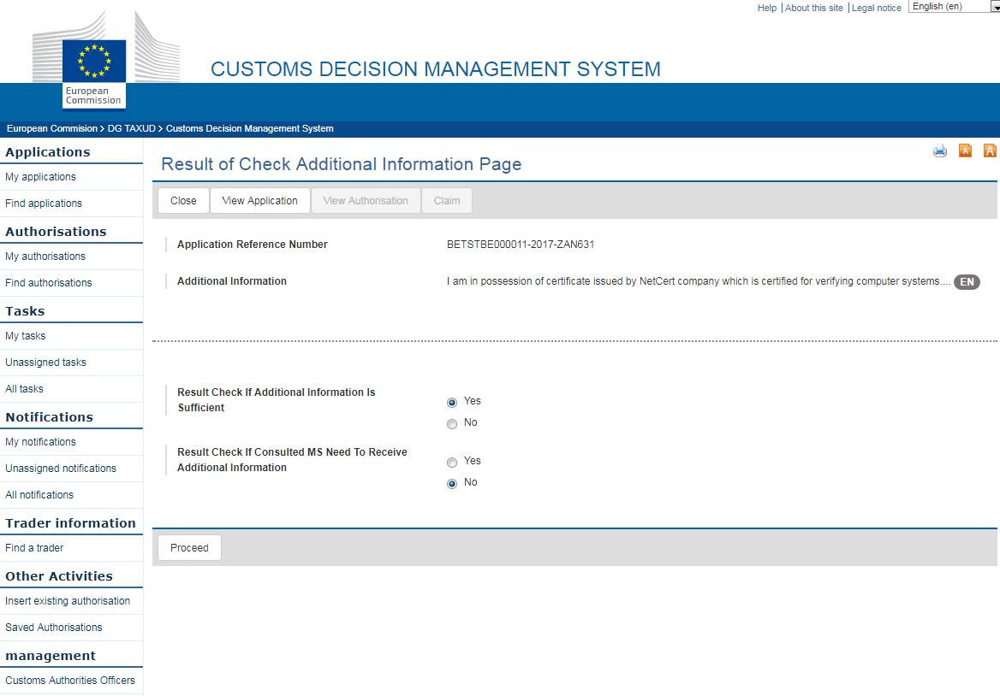 Help | About this site | Legal notice English (en)
European
Commission
CUSTOMS DECISION MANAGEMENT SYSTEM
European Commision > DG TAXUD > Customs Decision Management System
Applications
My applications
Find applications
Authorisations
My authorisations
Find authorisations
Tasks
My tasks
Unassigned tasks
All tasks
Notifications
My notifications
Unassigned notifications
All notifications
Trader information
Find a trader
Other Activities
Insert existing authorisation
Saved Authorisations
management
Customs Authorities Officers
A A
Result of Check Additional Information Page
Close View Application View Authorisation Claim
Application Reference Number BETSTBE000011-2017-ZAN631
Additional Information I am in possession of certificate issued by NetCert company which is certified for verifying computer systems.... EN
Result Check If Additional Information Is
Sufficient
Yes
No
Result Check If Consulted MS Need To Receive
Additional Information
Yes
No
Proceed